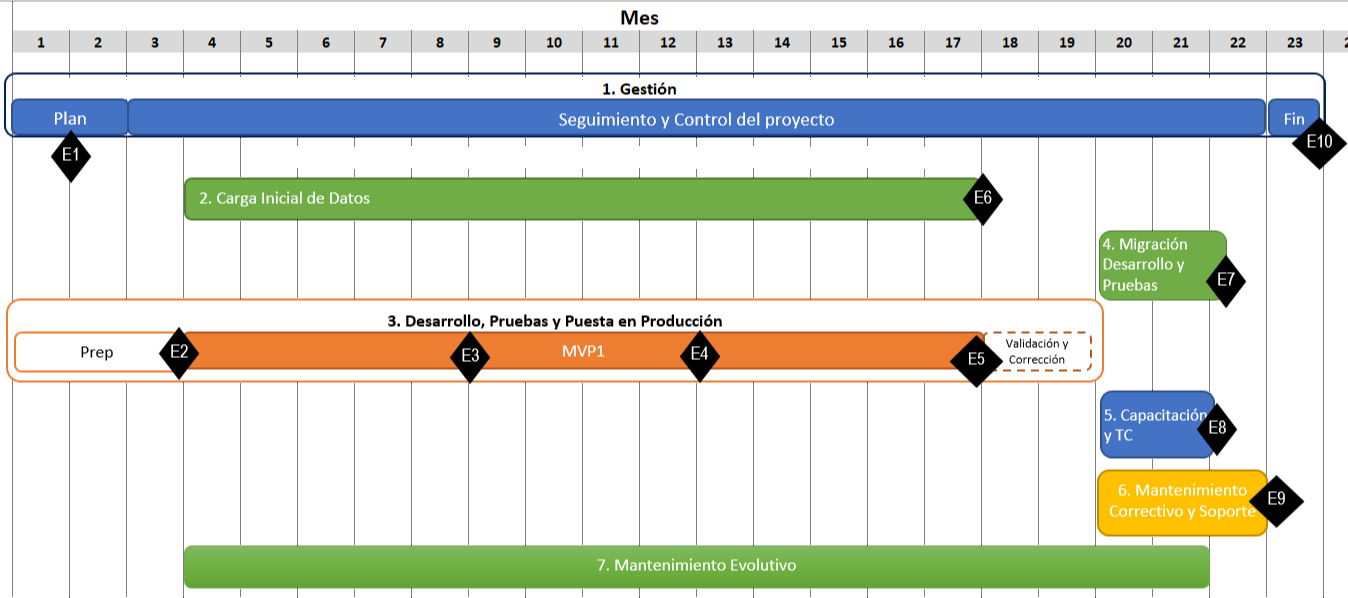 Mes
1 2 3 4 5 6 7 8 9 10 11 12 13 14 15 16 17 18 19 20 21 22 23 2
1. Gestión
Plan
Seguimiento y Control del proyecto
Fin
E1
E10
2. Carga Inicial de Datos
E6
4. Migración
Desarrollo y
Pruebas
E7
3. Desarrollo, Pruebas y Puesta en Producción
Prep
E2
E3
MVP1
E4
E5
Validación y
Corrección
5. Capacitación
y TC
E8
6. Mantenimiento
Correctivo y Soporte
E9
7. Mantenimiento Evolutivo